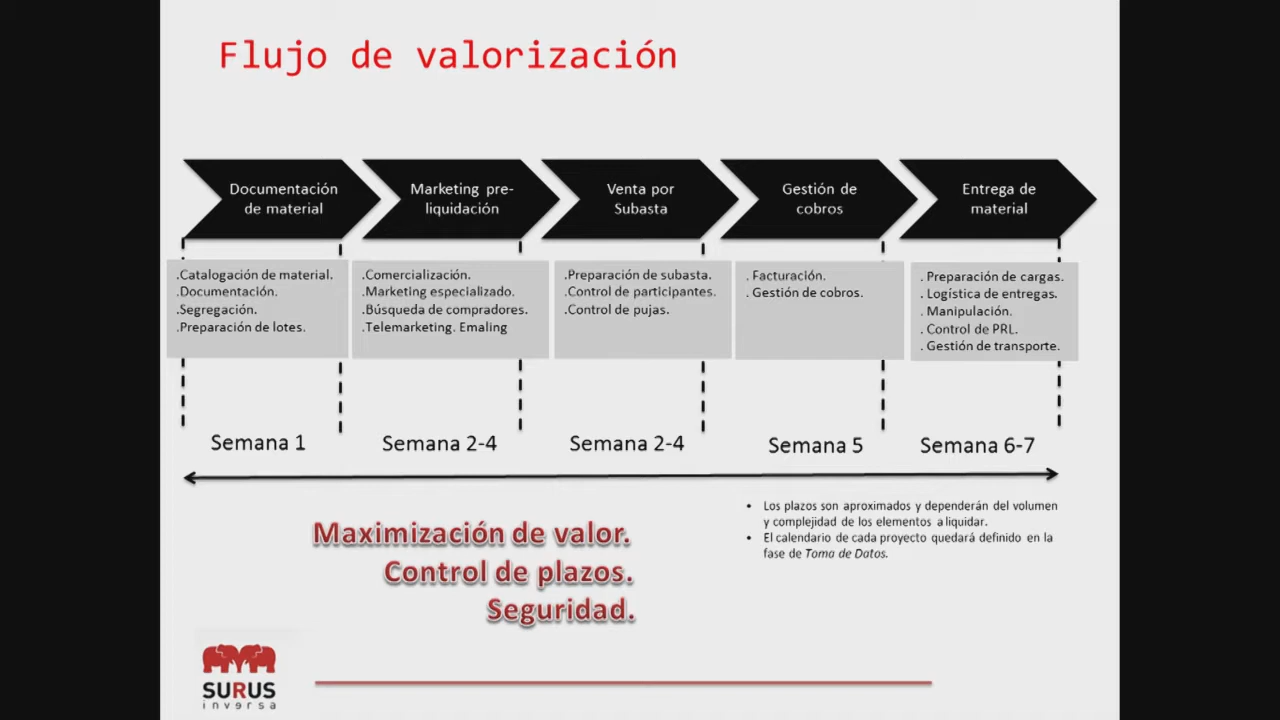 Flujo de valorización
Documentación
de material
Marketing pre-
liquidación
Venta por
Subasta
Gestión de
cobros
Entrega de
material
.Catalogación de material.
.Documentación.
.Segregación.
.Preparación de lotes.
.Comercialización.
.Marketing especializado.
.Búsqueda de compradores.
.Telemarketing. Emaling
.Preparación de subasta.
.Control de participantes.
.Control de pujas.
. Facturación.
. Gestión de cobros.
. Preparación de cargas.
. Logística de entregas.
. Manipulación.
. Control de PRL.
. Gestión de transporte.
Semana 1
Semana 2-4
Semana 2-4
Semana 5
Semana 6-7
Maximización de valor.
Control de plazos.
Seguridad.
• Los plazos son aproximados y dependerán del volumen
y complejidad de los elementos a liquidar.
• El calendario de cada proyecto quedará definido en la
fase de Toma de Datos.
SURUS
inversa